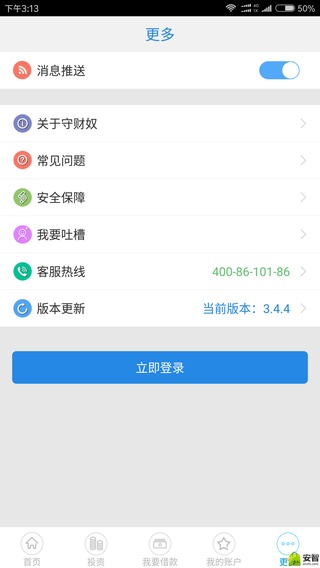 下午3:13
4G
1X
50%
更多
消息推送
关于守财奴
常见问题
安全保障
我要吐槽
客服热线 400-86-101-86
版本更新 当前版本：3.4.4
立即登录
首页 投资 我要借款 我的账户 更
安智